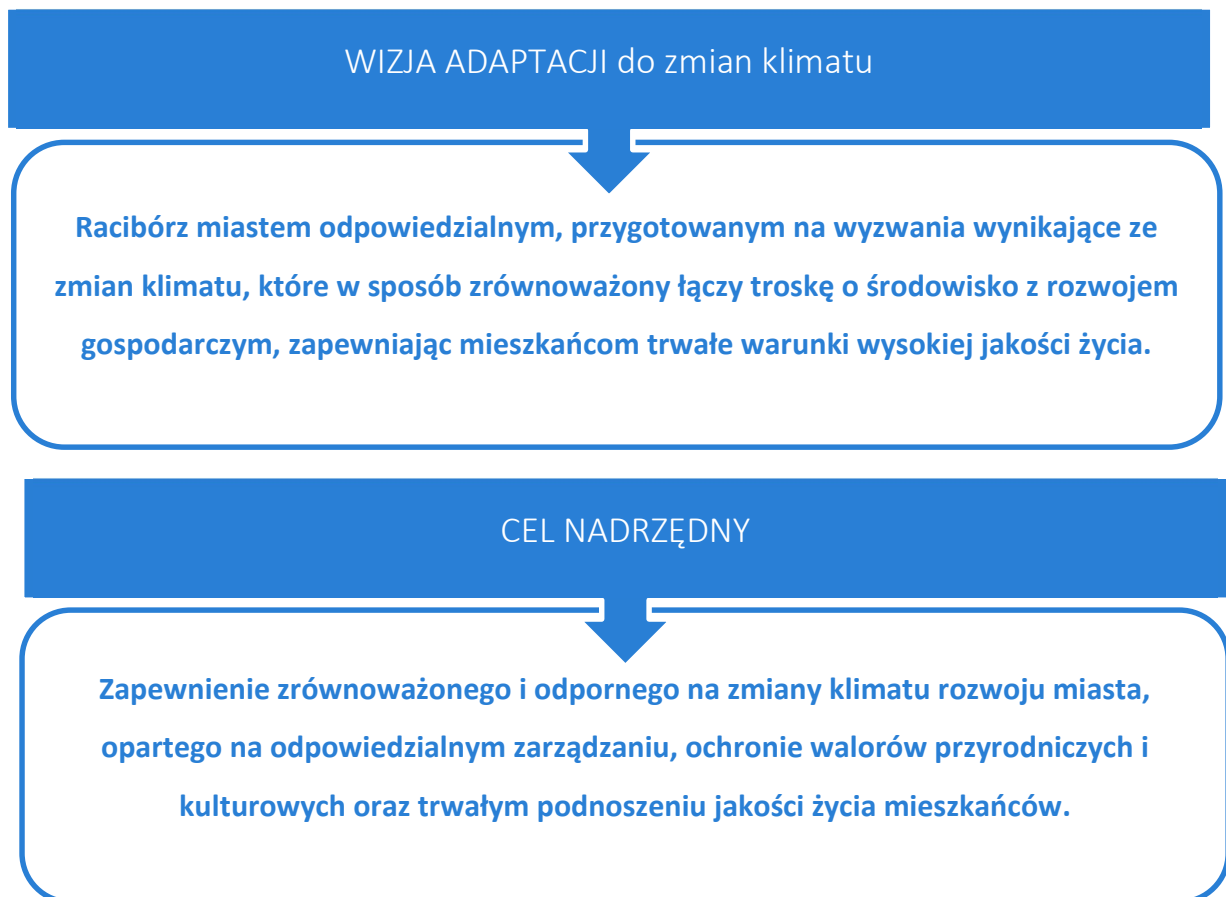 WIZJA ADAPTACJI do zmian klimatu
Racibórz miastem odpowiedzialnym, przygotowanym na wyzwania wynikające ze
zmian klimatu, które w sposób zrównoważony łączy troskę o środowisko z rozwojem
gospodarczym, zapewniając mieszkańcom trwałe warunki wysokiej jakości życia.
CEL NADRZĘDNY
Zapewnienie zrównoważonego i odpornego na zmiany klimatu rozwoju miasta,
opartego na odpowiedzialnym zarządzaniu, ochronie walorów przyrodniczych i
kulturowych oraz trwałym podnoszeniu jakości życia mieszkańców.